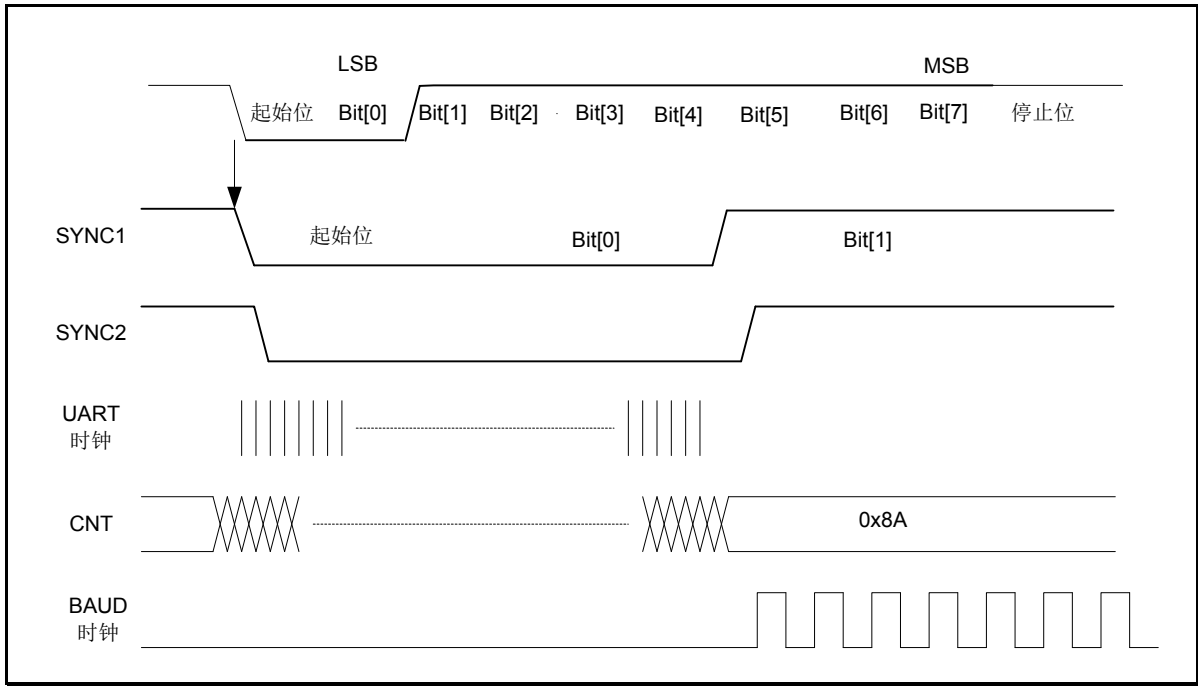 LSB
MSB
起始位 Bit[0] Bit[1] Bit[2] Bit[3] Bit[4] Bit[5] Bit[6] Bit[7] 停止位
SYNC1
起始位 Bit[0] Bit[1]
SYNC2
UART
时钟
CNT
0x8A
BAUD
时钟